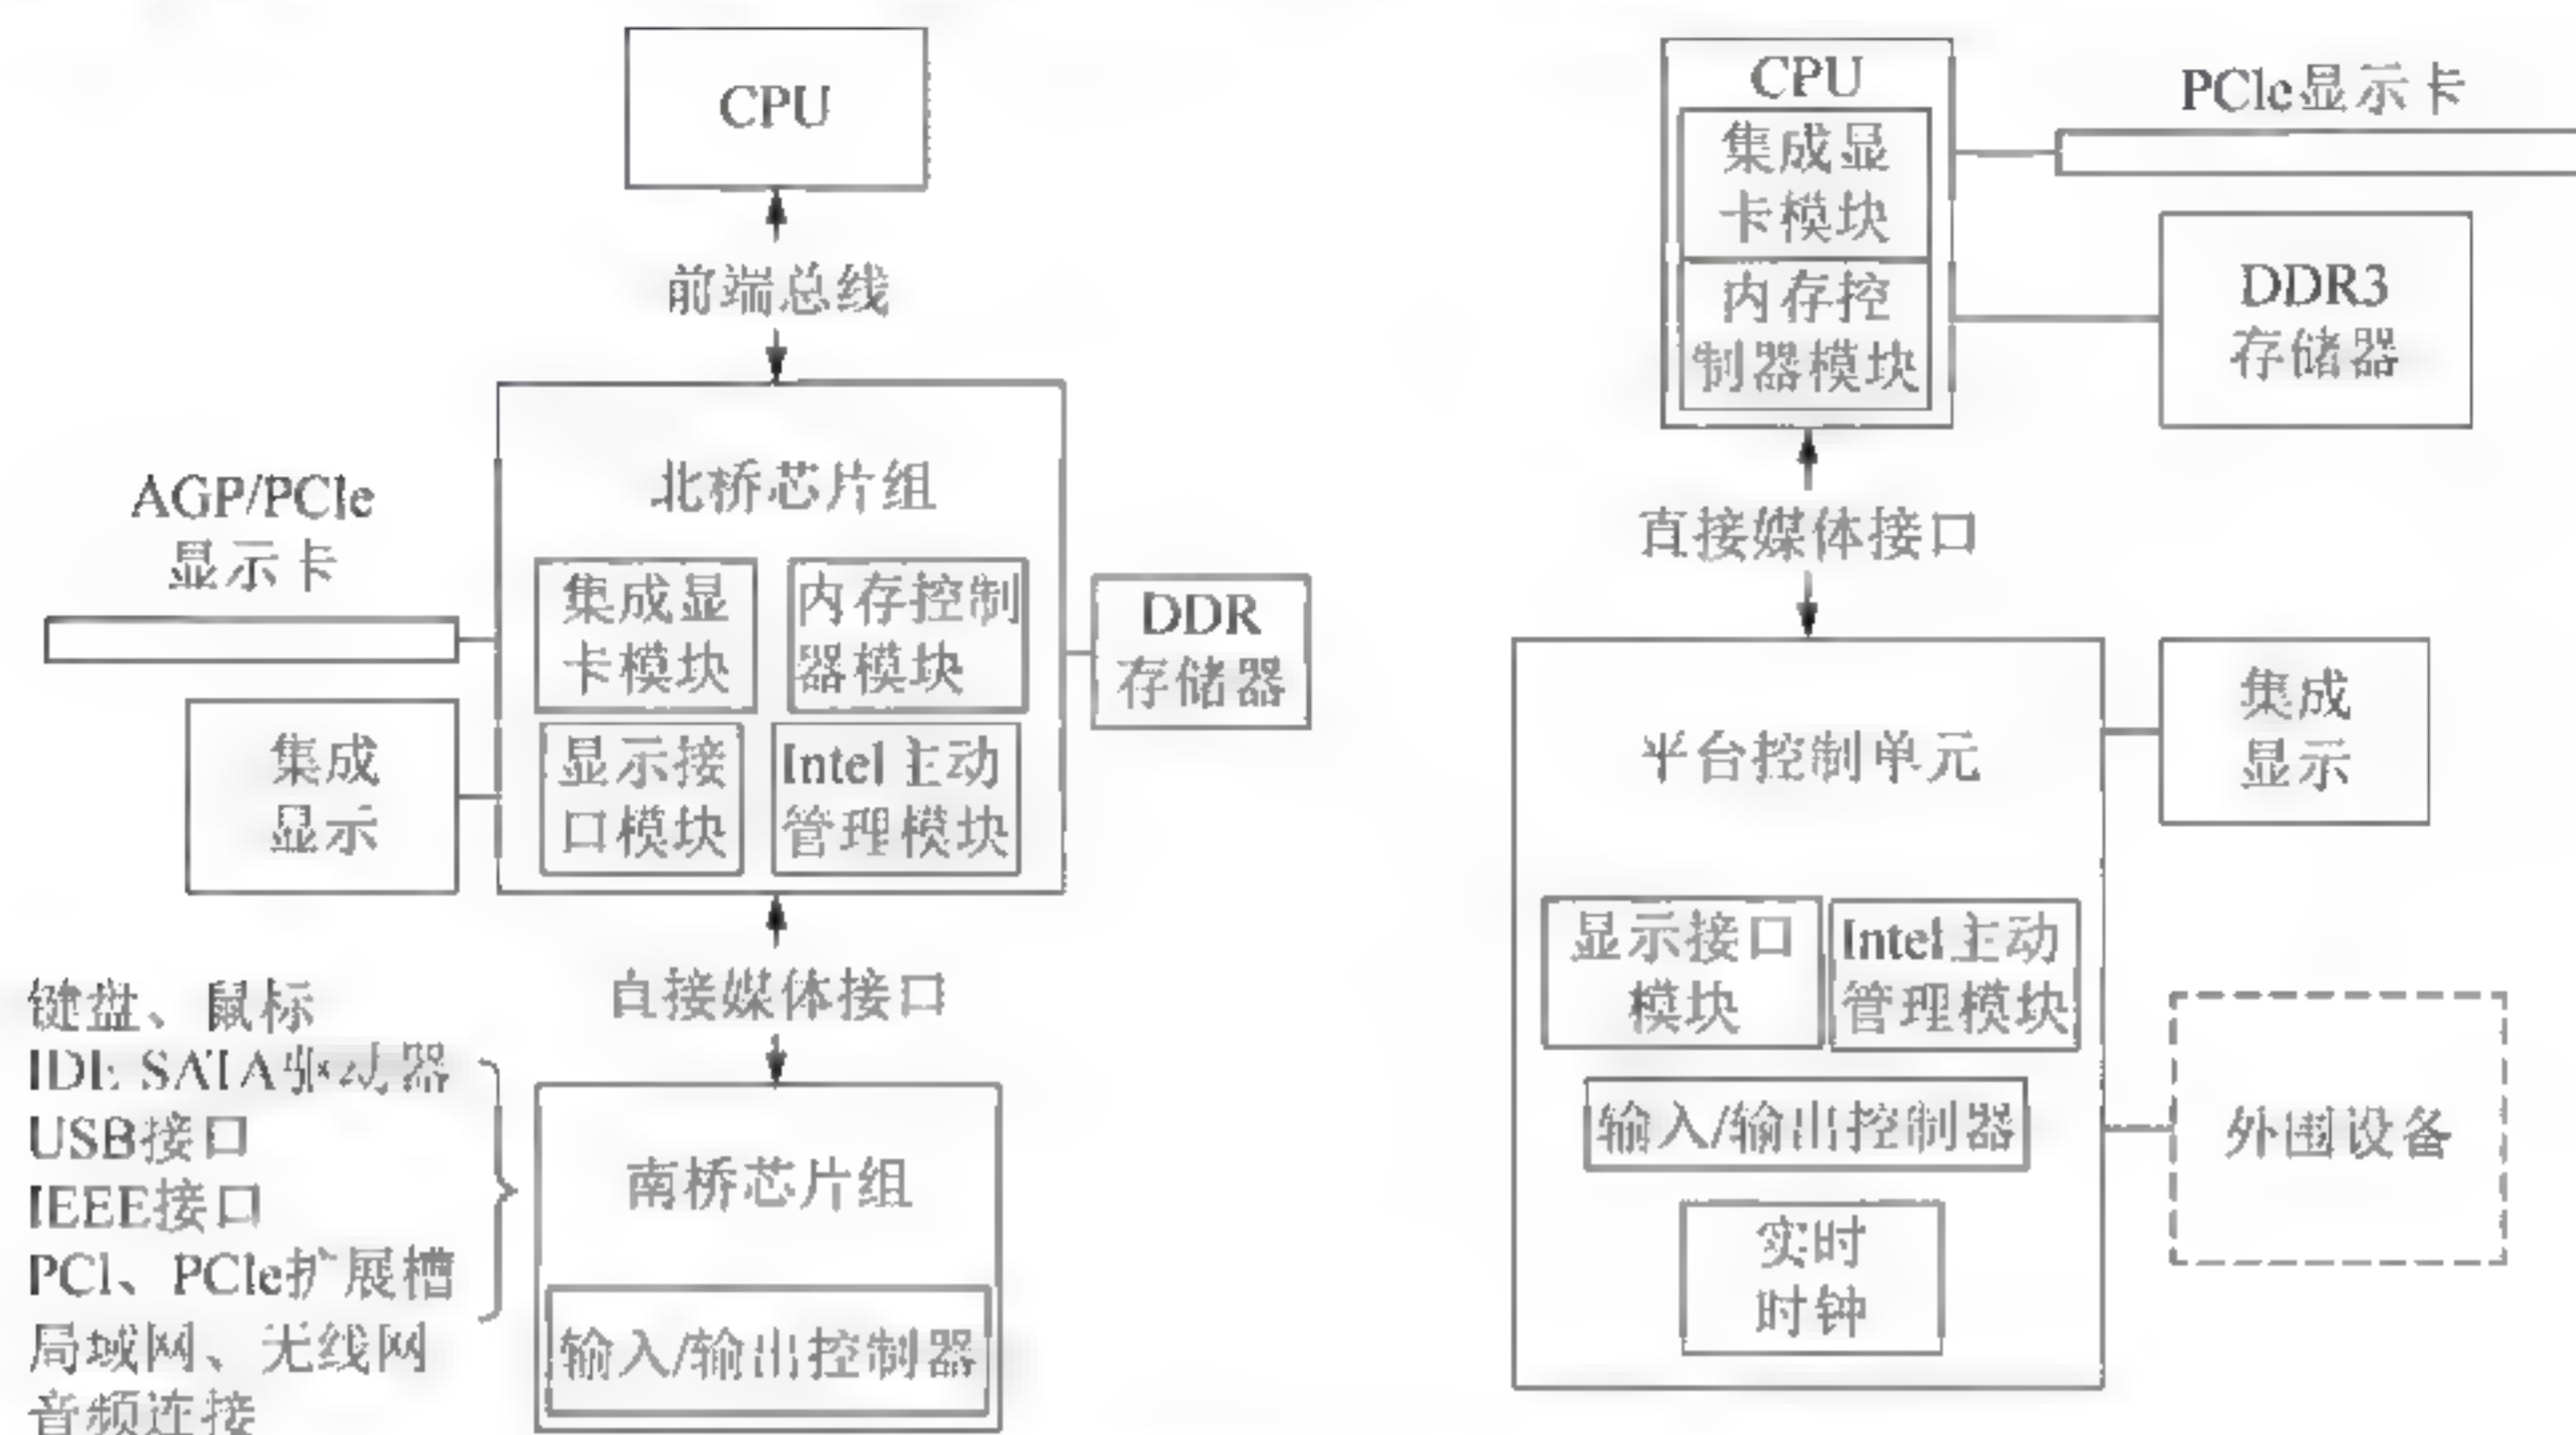 CPU
前端总线
北桥芯片组
AGP/PCIe
显示卡
集成显
卡模块
内存控制
器模块
DDR
存储器
集成
显示
显示接
口模块
Intel 主动
管理模块
直接媒体接口
键盘、鼠标
IDE SATA驱动器
USB接口
IEEE接口
PCI、PCIe扩展槽
局域网、无线网
音频连接
南桥芯片组
输入/输出控制器
CPU
集成显
卡模块
内存控
制器模块
PCIe显示卡
DDR3
存储器
直接媒体接口
平台控制单元
集成
显示
显示接口
模块
Intel主动
管理模块
输入/输出控制器
外围设备
实时
时钟